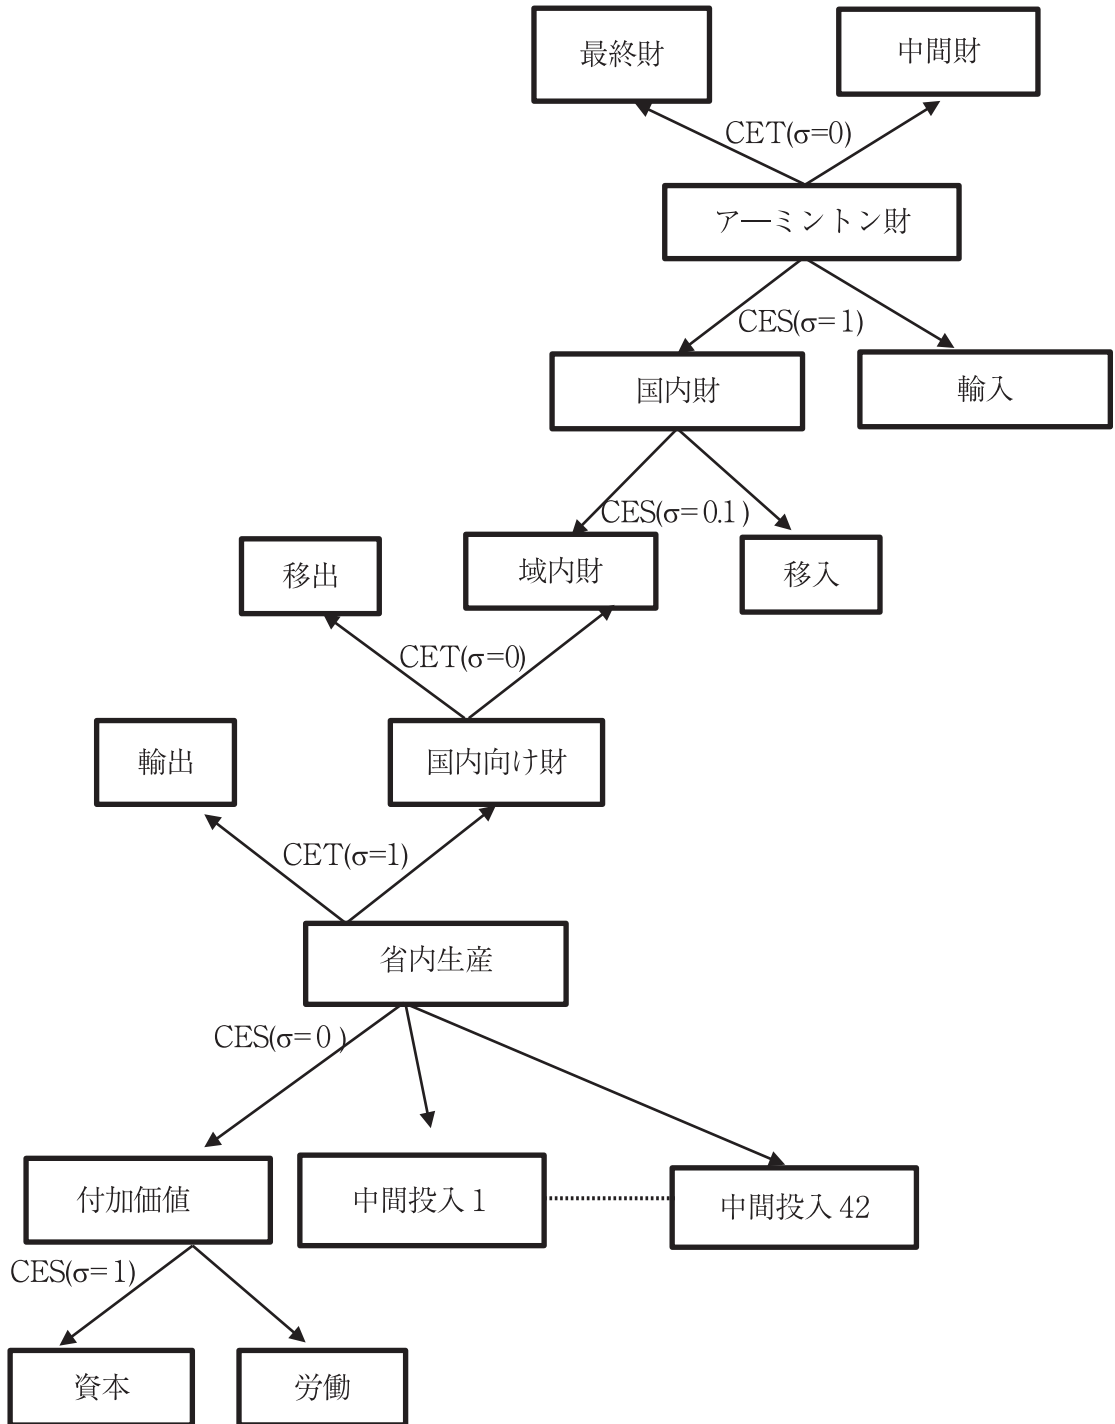 最終財
中間財
CET(σ=0)
アーミントン財
CES(σ=1)
国内財
輸入
CES(σ=0.1)
移出
域内財
移入
CET(σ=0)
輸出
国内向け財
CET(σ=1)
省内生産
CES(σ=0 )
付加価値
中間投入 1
中間投入 42
CES(σ=1)
資本
労働